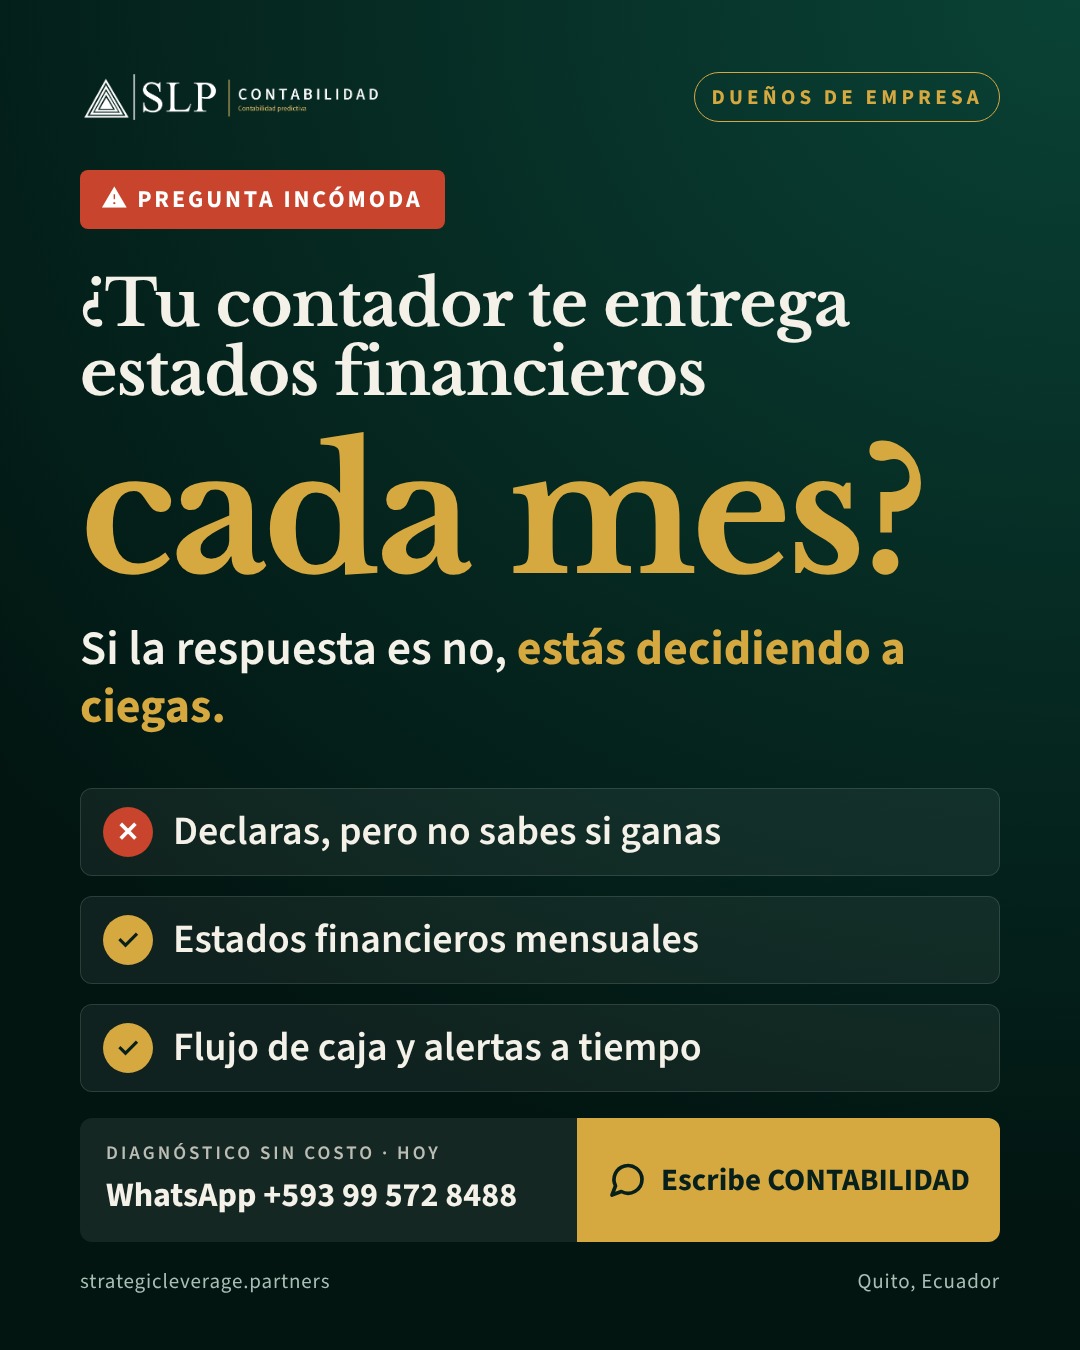 SLP
CONTABILIDAD
Contabilidad predictiva
DUEÑOS DE EMPRESA
PREGUNTA INCÓMODA
¿Tu contador te entrega
estados financieros
cada mes?
Si la respuesta es no, estás decidiendo a
ciegas.
Declaras, pero no sabes si ganas
Estados financieros mensuales
Flujo de caja y alertas a tiempo
DIAGNÓSTICO SIN COSTO · HOY
WhatsApp +593 99 572 8488
Escribe CONTABILIDAD
strategicleverage.partners
Quito, Ecuador